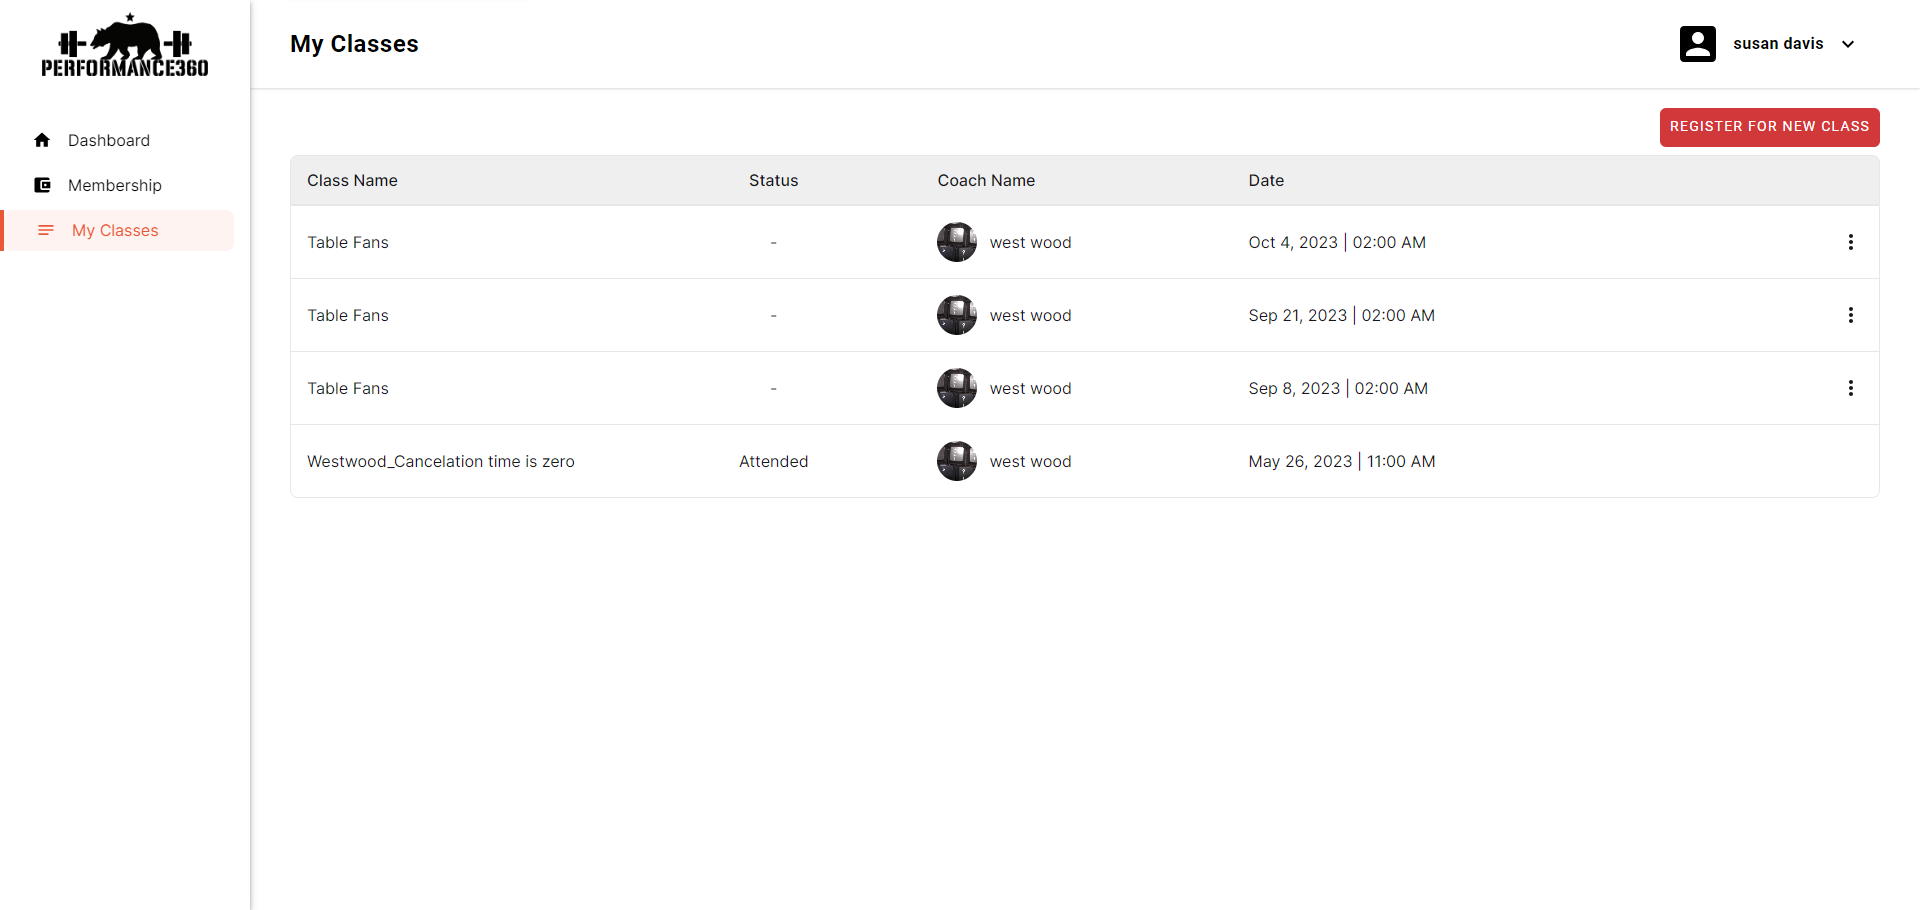 PERFORMANCE360
My Classes
susan davis
Dashboard
Membership
My Classes
REGISTER FOR NEW CLASS
Class Name Status Coach Name Date
Table Fans - west wood Oct 4, 2023 | 02:00 AM
Table Fans - west wood Sep 21, 2023 | 02:00 AM
Table Fans - west wood Sep 8, 2023 | 02:00 AM
Westwood_Cancelation time is zero Attended west wood May 26, 2023 | 11:00 AM